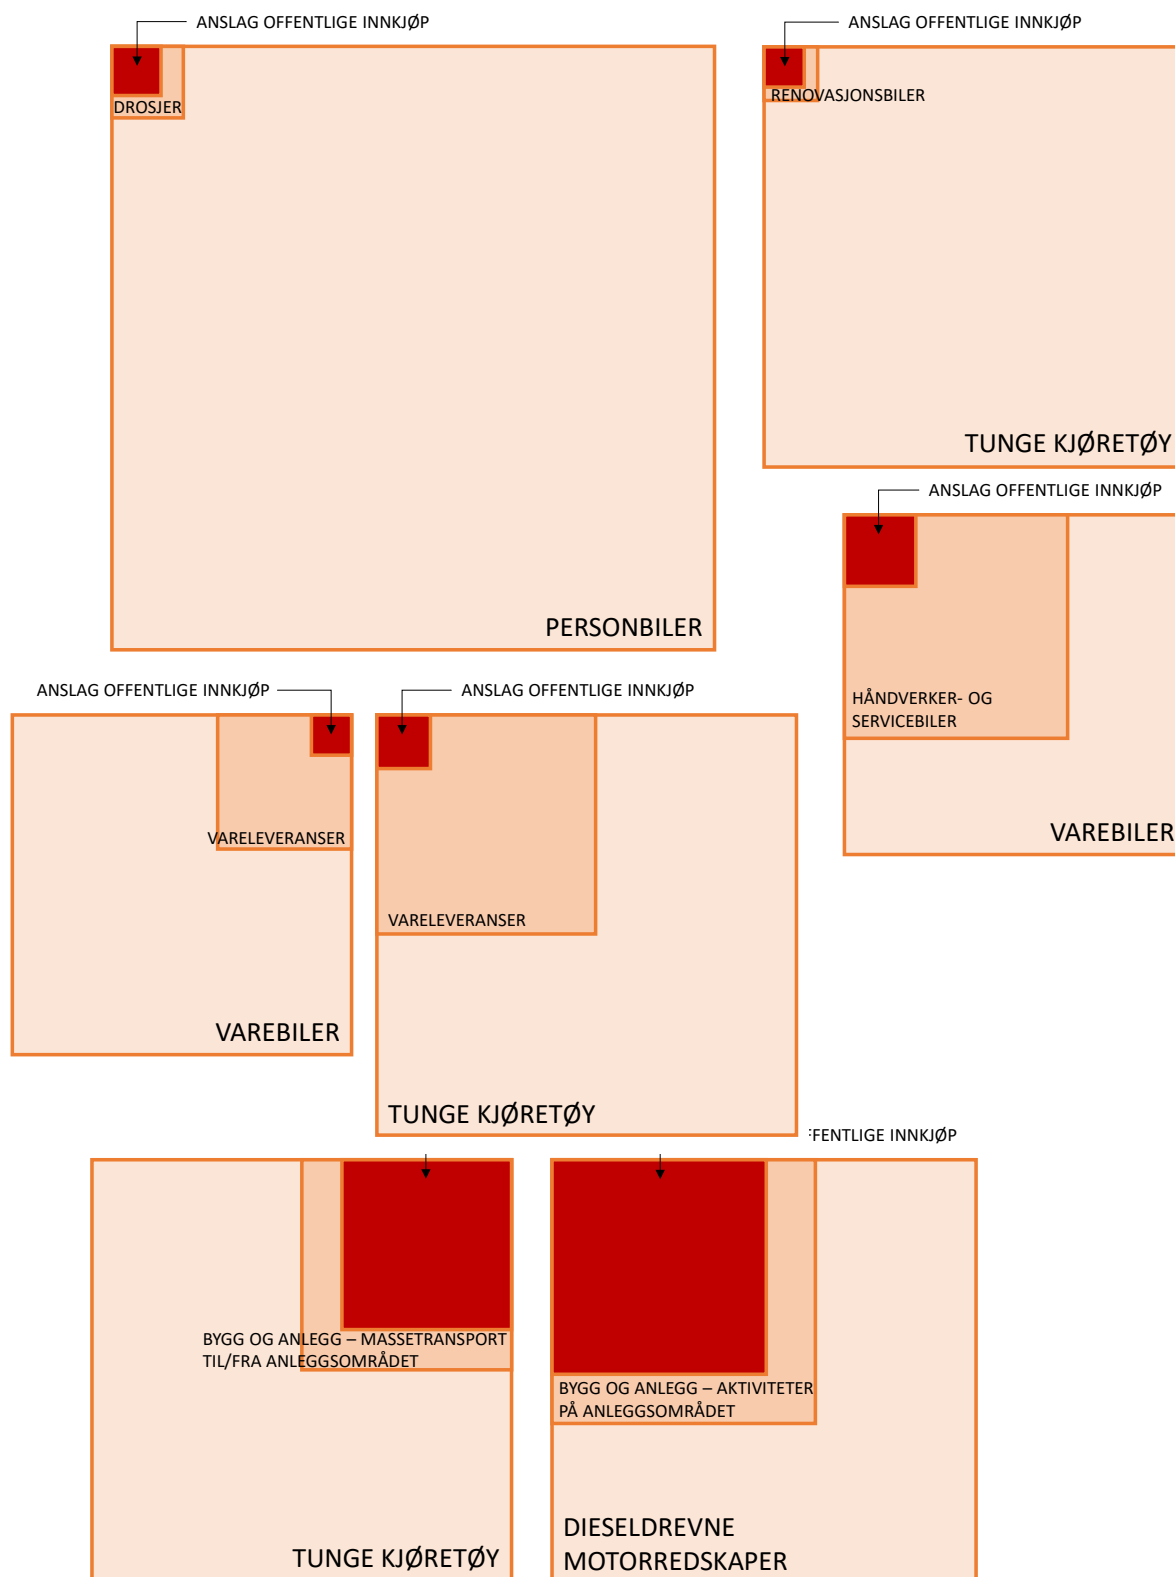 ANSLAG OFFENTLIGE INNKJØP
DROSJER
PERSONBILER
ANSLAG OFFENTLIGE INNKJØP
RENOVASJONSBILER
TUNGE KJØRETØY
ANSLAG OFFENTLIGE INNKJØP
HÅNDVERKER- OG
SERVICEBILER
VAREBILER
ANSLAG OFFENTLIGE INNKJØP
VARELEVERANSER
VAREBILER
ANSLAG OFFENTLIGE INNKJØP
VARELEVERANSER
TUNGE KJØRETØY
BYGG OG ANLEGG – MASSETRANSPORT
TIL/FRA ANLEGGSOMRÅDET
TUNGE KJØRETØY
INNKJØP
BYGG OG ANLEGG – AKTIVITETER
PÅ ANLEGGSOMRÅDET
DIESELDREVNE
MOTORREDSKAPER